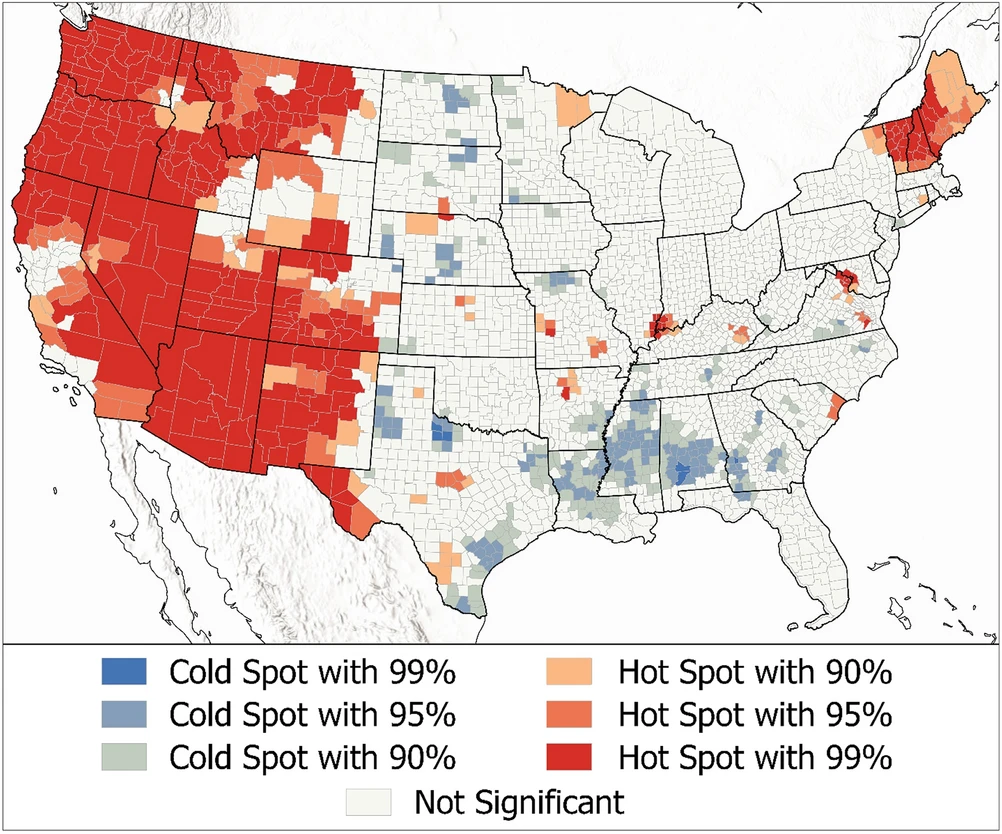 Cold Spot with 99%
Hot Spot with 90%
Cold Spot with 95%
Hot Spot with 95%
Cold Spot with 90%
Hot Spot with 99%
Not Significant